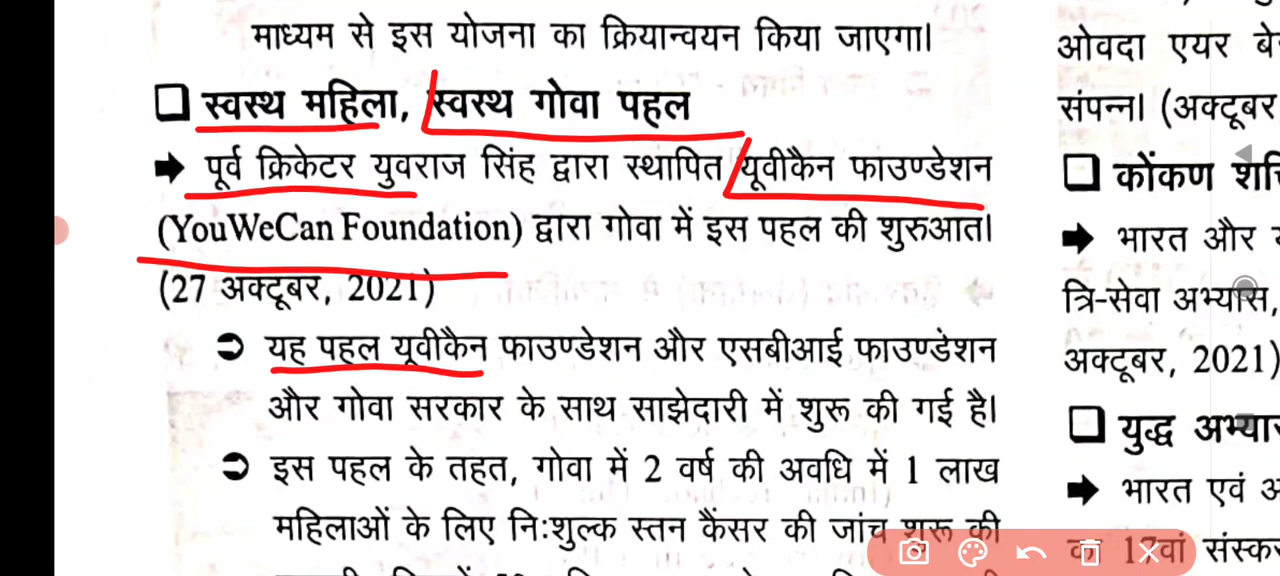 माध्यम से इस योजना का क्रियान्वयन किया जाएगा।
स्वस्थ महिला, स्वस्थ गोवा पहल
पूर्व क्रिकेटर युवराज सिंह द्वारा स्थापित यूवीकैन फाउण्डेशन
(YouWeCan Foundation) द्वारा गोवा में इस पहल की शुरुआत।
(27 अक्टूबर, 2021)
यह पहल यूवीकैन फाउण्डेशन और एसबीआई फाउण्डेशन
और गोवा सरकार के साथ साझेदारी में शुरू की गई है।
इस पहल के तहत, गोवा में 2 वर्ष की अवधि में 1 लाख
महिलाओं के लिए निःशुल्क स्तन कैंसर की जांच शुरू की
ओवदा एयर
संपन्न। (अक्टूबर
कोंकण
भारत और
त्रि-सेवा अभ्यास,
अक्टूबर, 2021)
युद्ध
भारत एवं
का 17वां